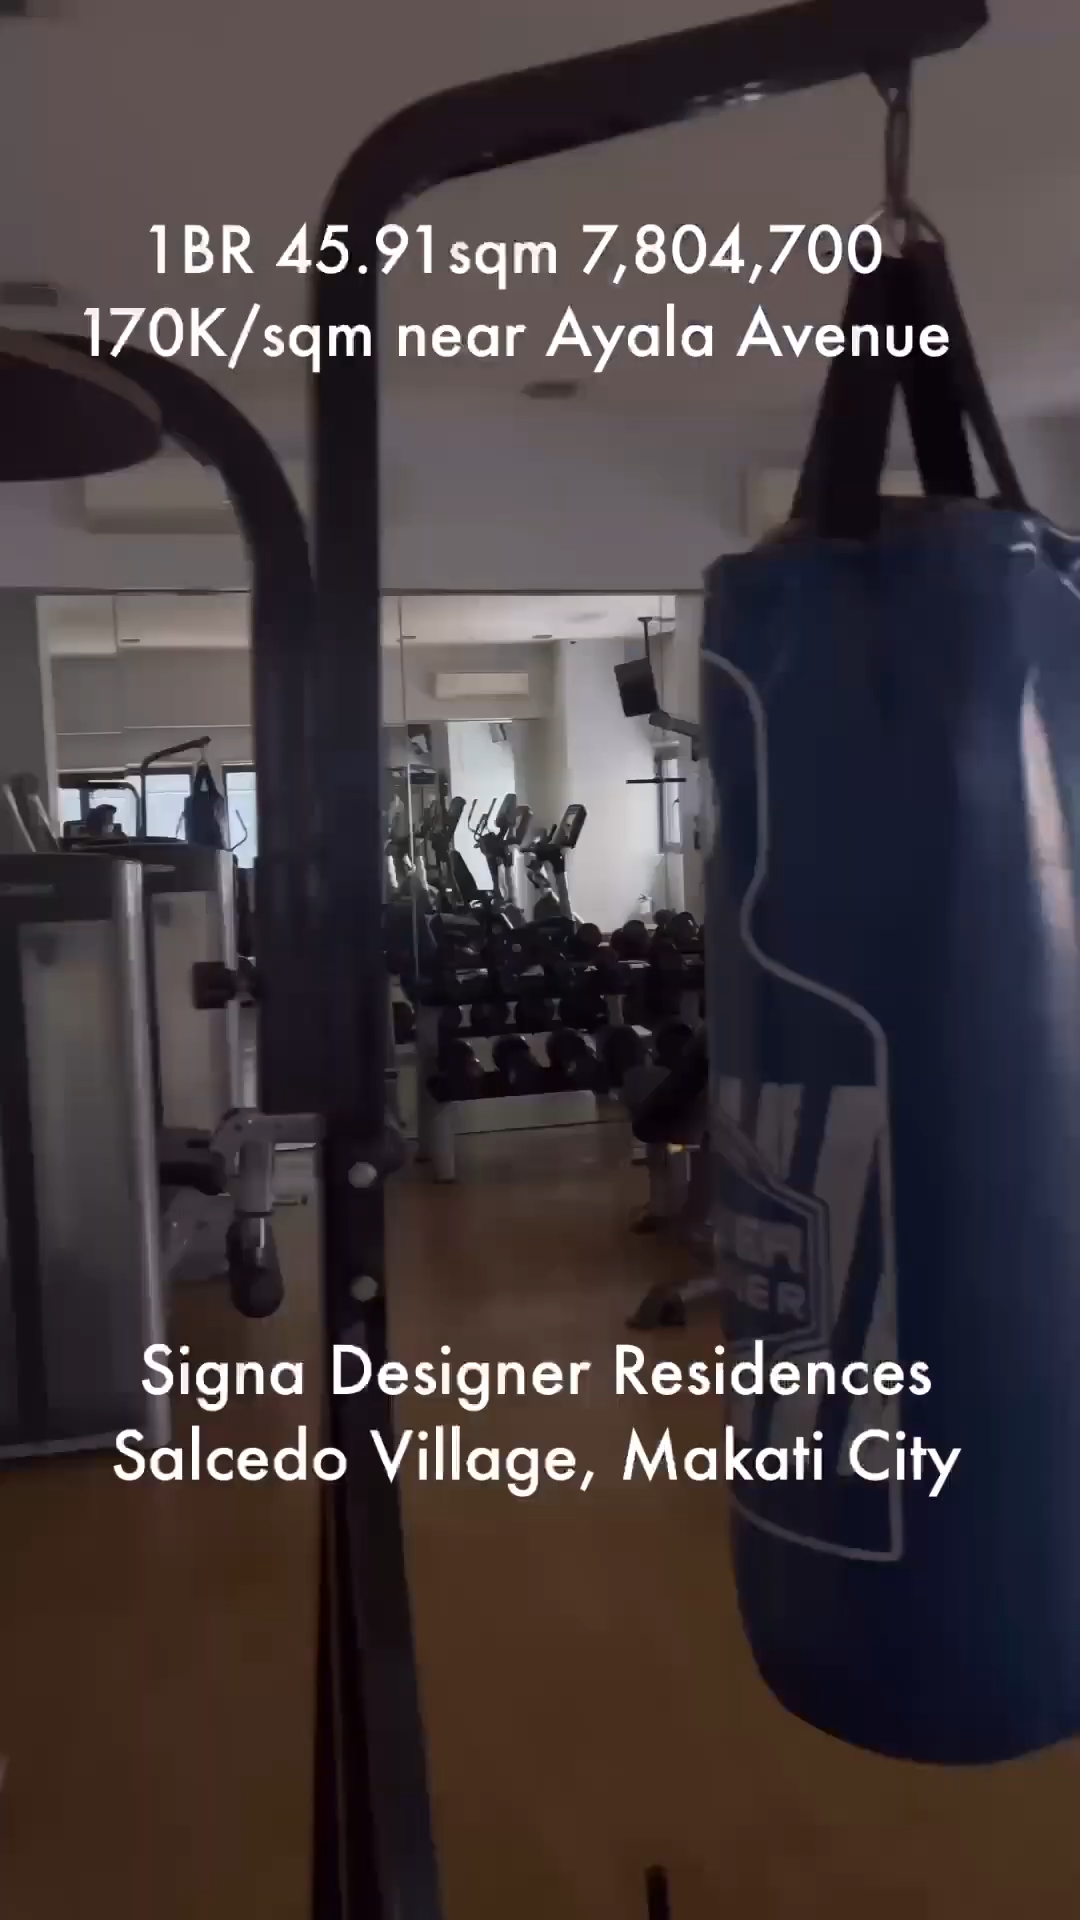 1BR 45.91sqm 7,804,700
170K/sqm near Ayala Avenue
Signa Designer Residences
Salcedo Village, Makati City